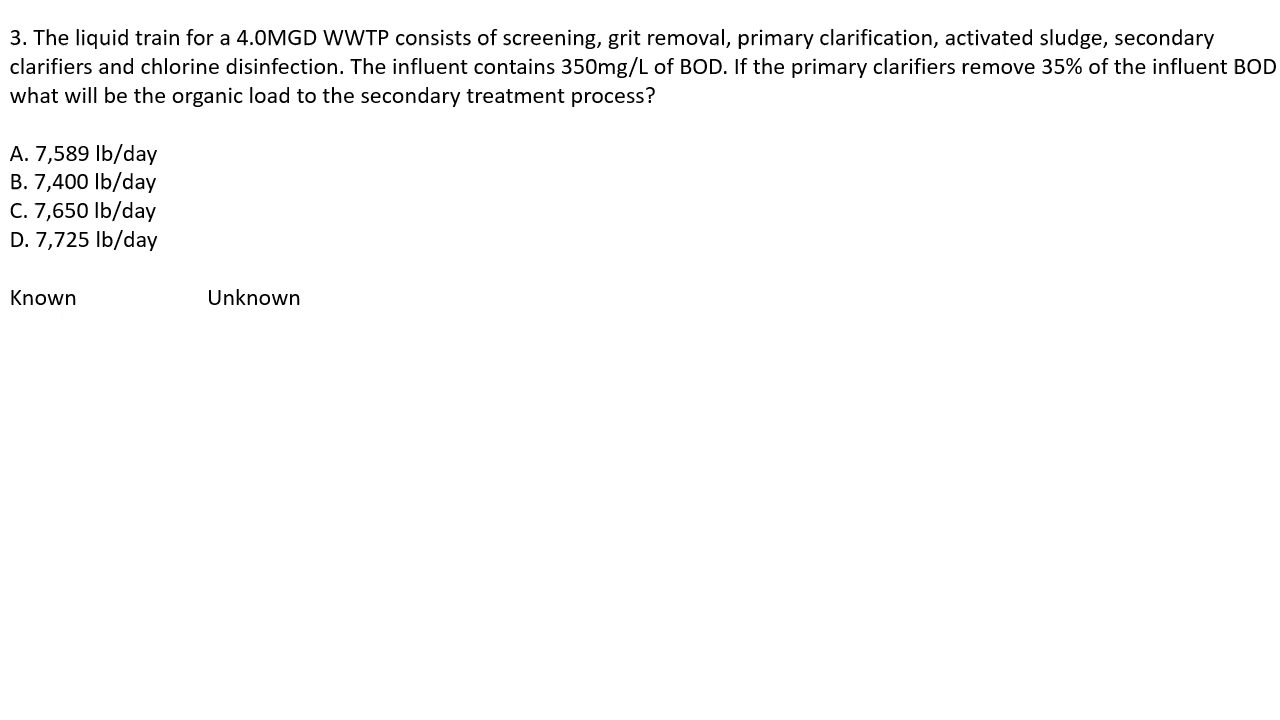 3. The liquid train for a 4.0MGD WWTP consists of screening, grit removal, primary clarification, activated sludge, secondary
clarifiers and chlorine disinfection. The influent contains 350mg/L of BOD. If the primary clarifiers remove 35% of the influent BOD
what will be the organic load to the secondary treatment process?
A. 7,589 lb/day
B. 7,400 lb/day
C. 7,650 lb/day
D. 7,725 lb/day
Known Unknown